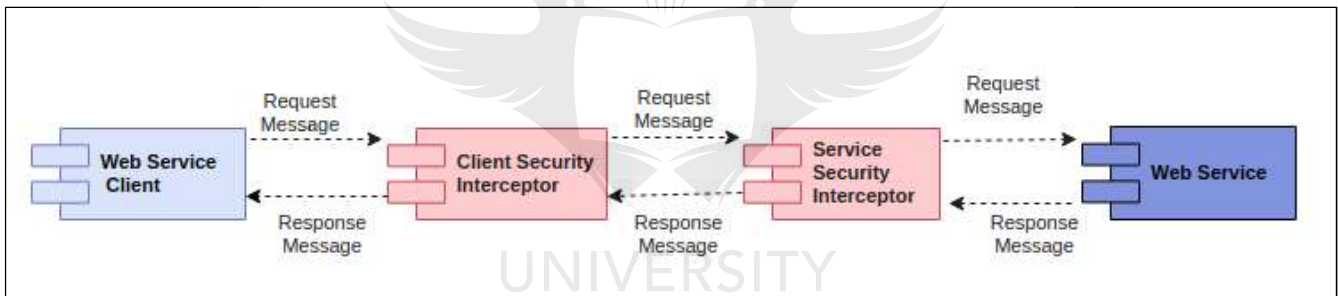 Request
Message
Request
Message
Request
Message
Web Service
Client
Client Security
Interceptor
Service
Security
Interceptor
Web Service
Response
Message
Response
Message
Response
Message
UNIVERSITY